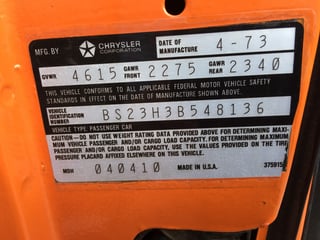 MFG. BY CHRYSLER CORPORATION DATE OF MANUFACTURE 4-73
GVWR 4615 GAWR FRONT 2275 GAWR REAR 2340
THIS VEHICLE CONFORMS TO ALL APPLICABLE FEDERAL MOTOR VEHICLE SAFETY
STANDARDS IN EFFECT ON THE DATE OF MANUFACTURE SHOWN ABOVE.
VEHICLE IDENTIFICATION NUMBER BS23H3B548136
VEHICLE TYPE PASSENGER CAR
CAUTION:-DO NOT USE WEIGHT RATING DATA PROVIDED ABOVE FOR DETERMINING MAXI-
MUM VEHICLE PASSENGER AND/OR CARGO LOAD CAPACITY. FOR DETERMINING MAXIMUM
PASSENGER AND/OR CARGO LOAD CAPACITY, USE THE VALUES NOTED ON THE TIRE
PRESSURE PLACARD AFFIXED ELSEWHERE ON THIS VEHICLE.
MDH 040410 MADE IN U.S.A.